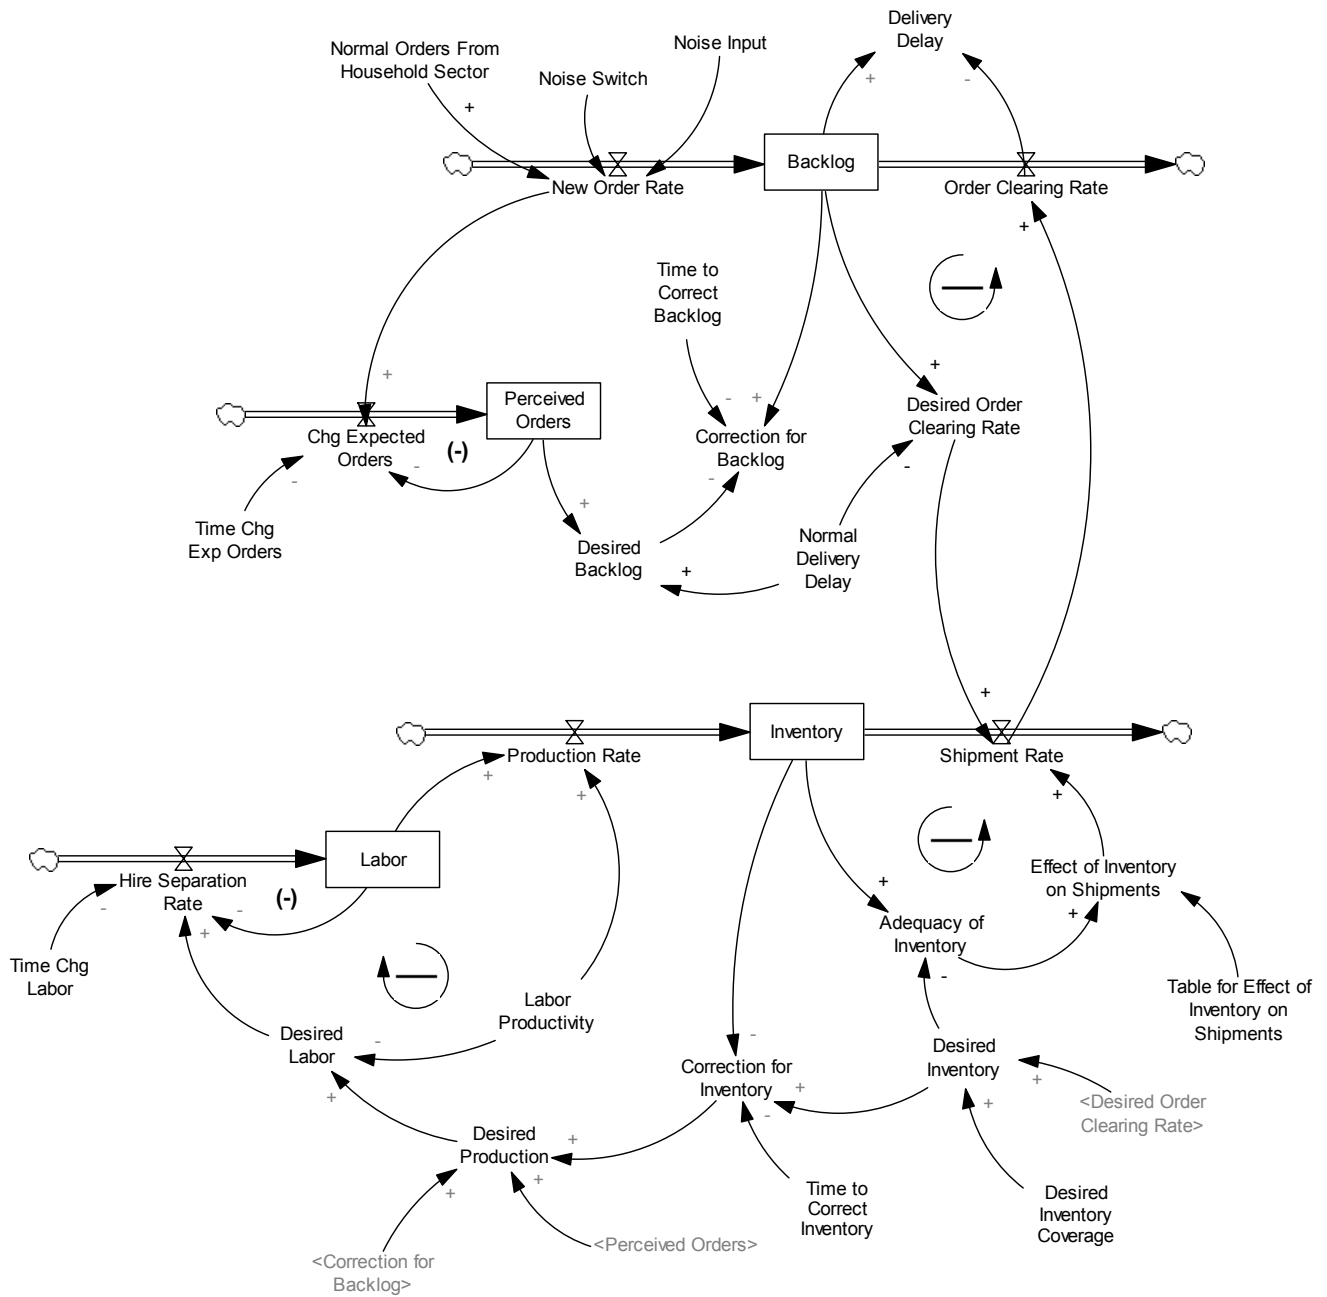 Delivery
Delay
Normal Orders From
Household Sector
Noise Switch
Noise Input
+
+
-
Backlog
New Order Rate
Order Clearing Rate
+
Time to
Correct
Backlog
+
+
-
+
Perceived
Orders
Desired Order
Clearing Rate
Chg Expected
Orders
(-)
-
-
Correction for
Backlog
-
-
Time Chg
Exp Orders
+
Desired
Backlog
+
Normal
Delivery
Delay
+
Inventory
Production Rate
Shipment Rate
+
+
+
Labor
Hire Separation
Rate
(-)
-
-
+
Effect of Inventory
on Shipments
+
+
Adequacy of
Inventory
Time Chg
Labor
-
Table for Effect of
Inventory on
Shipments
Labor
Productivity
Desired
Labor
-
-
Correction for
Inventory
Desired
Inventory
+
+
-
+
+
<Desired Order
Clearing Rate>
Desired
Production
+
+
+
Time to
Correct
Inventory
Desired
Inventory
Coverage
<Perceived Orders>
<Correction for
Backlog>